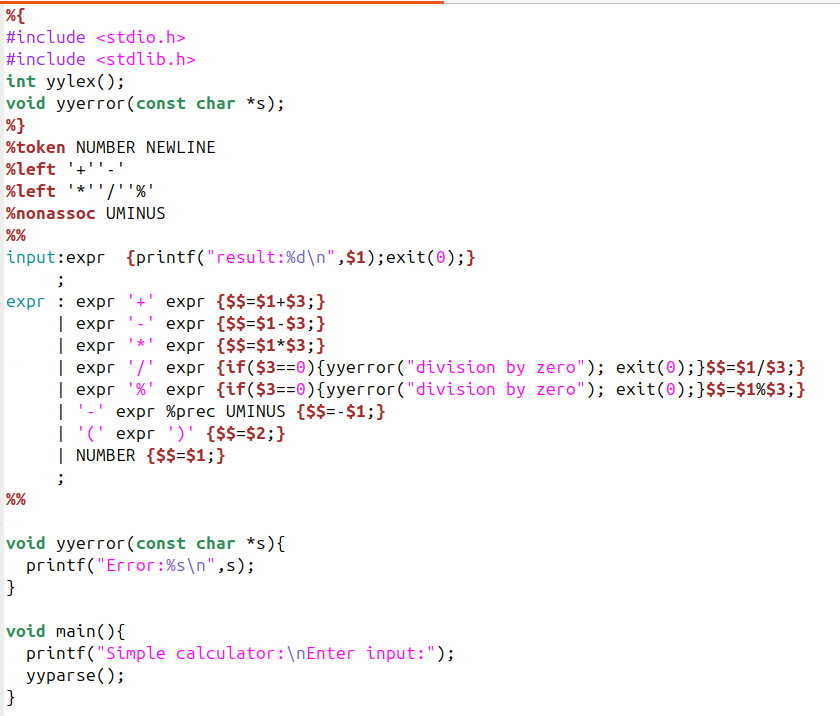 %{
#include <stdio.h>
#include <stdlib.h>
int yylex();
void yyerror(const char *s);
%}
%token NUMBER NEWLINE
%left '+''-'
%left '*''/''%'
%nonassoc UMINUS
%%
input:expr  {printf("result:%d\n",$1);exit(0);}
     ;
expr : expr '+' expr {$$=$1+$3;}
     | expr '-' expr {$$=$1-$3;}
     | expr '*' expr {$$=$1*$3;}
     | expr '/' expr {if($3==0){yyerror("division by zero"); exit(0);}$$=$1/$3;}
     | expr '%' expr {if($3==0){yyerror("division by zero"); exit(0);}$$=$1%$3;}
     | '-' expr %prec UMINUS {$$=-$1;}
     | '(' expr ')' {$$=$2;}
     | NUMBER {$$=$1;}
     ;
%%

void yyerror(const char *s){
  printf("Error:%s\n",s);
}

void main(){
  printf("Simple calculator:\nEnter input:");
  yyparse();
}